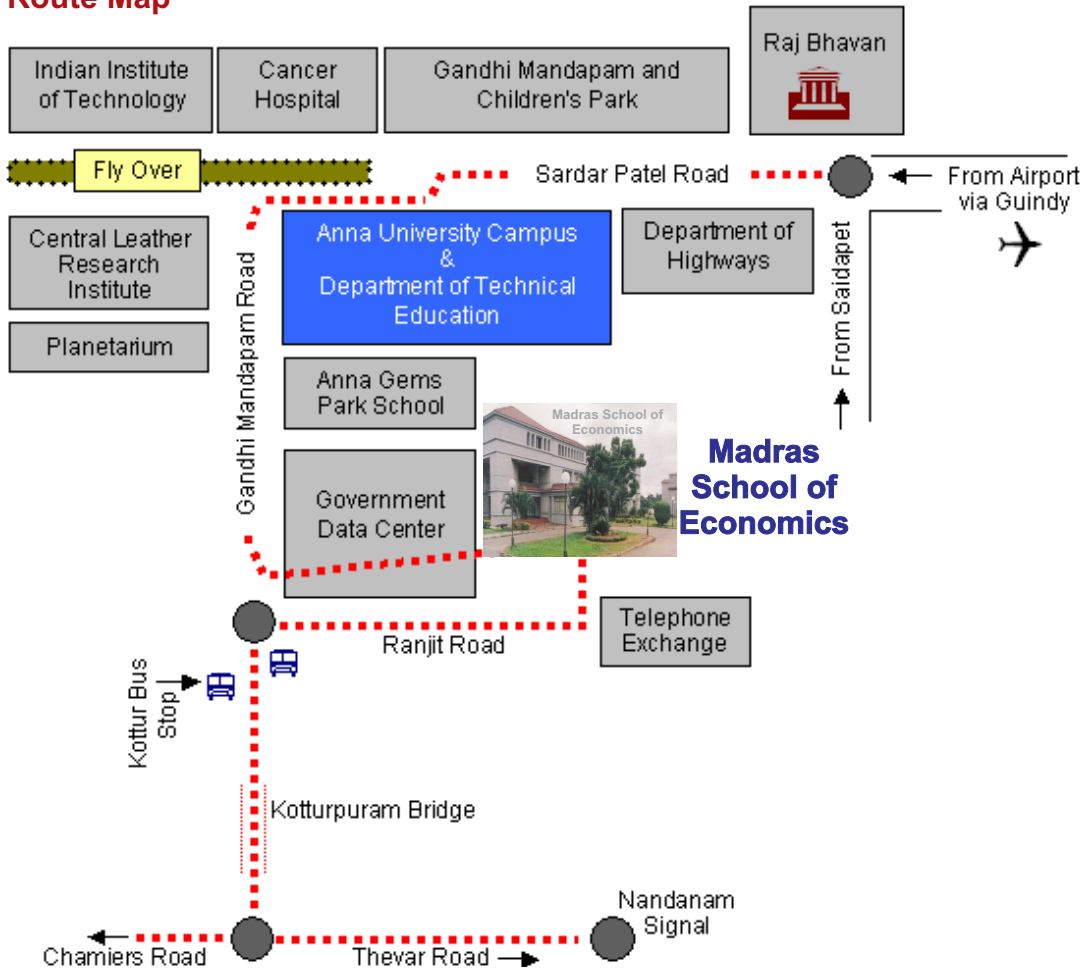 Route Map
Indian Institute
of Technology
Cancer
Hospital
Gandhi Mandapam and
Children's Park
Raj Bhavan
Fly Over
Sardar Patel Road
From Airport
via Guindy
Central Leather
Research
Institute
Planetarium
Gandhi Mandapam Road
Anna University Campus
&
Department of Technical
Education
Department of
Highways
From Saidapet
Anna Gems
Park School
Madras School of
Economics
Madras
School of
Economics
Government
Data Center
Telephone
Exchange
Ranjit Road
Kottur Bus
Stop
Kotturpuram Bridge
Nandanam
Signal
Chamiers Road
Thevar Road